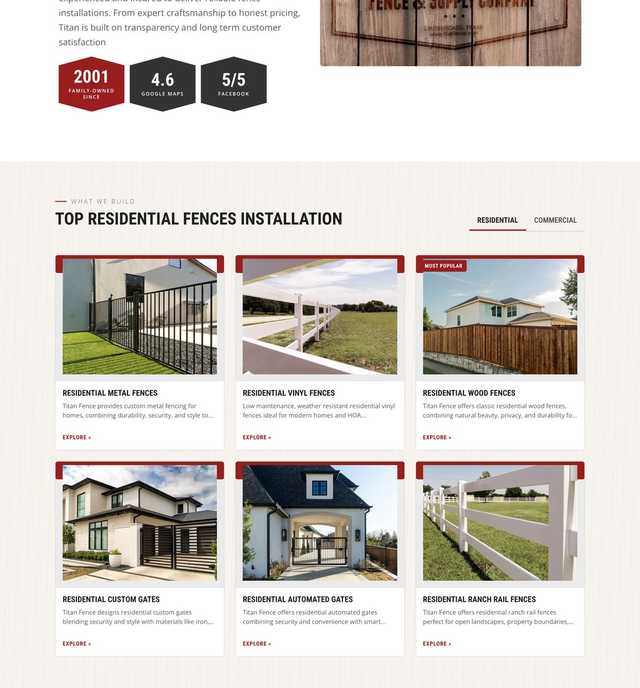 experienced and insured to deliver reliable fence
installations. From expert craftsmanship to honest pricing,
Titan is built on transparency and long term customer
satisfaction
FENCE & SUPPLY COMPANY
2001
FAMILY-OWNED
SINCE
4.6
GOOGLE MAPS
5/5
FACEBOOK
WHAT WE BUILD
TOP RESIDENTIAL FENCES INSTALLATION
RESIDENTIAL
COMMERCIAL
MOST POPULAR
RESIDENTIAL METAL FENCES
Titan Fence provides custom metal fencing for
homes, combining durability, security, and style to...
EXPLORE »
RESIDENTIAL VINYL FENCES
Low maintenance, weather resistant residential vinyl
fences ideal for modern homes and HOA...
EXPLORE »
RESIDENTIAL WOOD FENCES
Titan Fence offers classic residential wood fences,
combining natural beauty, privacy, and durability fo...
EXPLORE »
RESIDENTIAL CUSTOM GATES
Titan Fence designs residential custom gates
blending security and style with materials like iron,...
EXPLORE »
RESIDENTIAL AUTOMATED GATES
Titan Fence offers residential automated gates
combining security and convenience with smart...
EXPLORE »
RESIDENTIAL RANCH RAIL FENCES
Titan Fence offers residential ranch rail fences
perfect for open landscapes, property boundaries,...
EXPLORE »